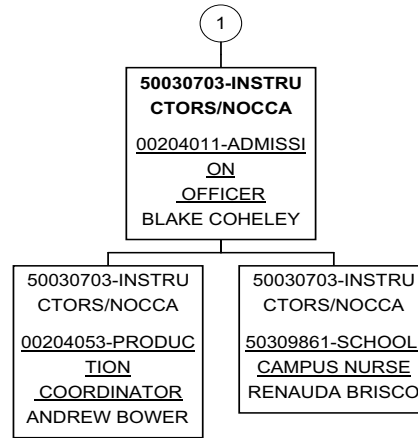 1
50030703-INSTRU
CTORS/NOCCA
00204011-ADMISSI
ON
OFFICER
BLAKE COHELEY
50030703-INSTRU
CTORS/NOCCA
00204053-PRODUC
TION
COORDINATOR
ANDREW BOWER
50030703-INSTRU
CTORS/NOCCA
50309861-SCHOOL
CAMPUS NURSE
RENAUDA BRISCO